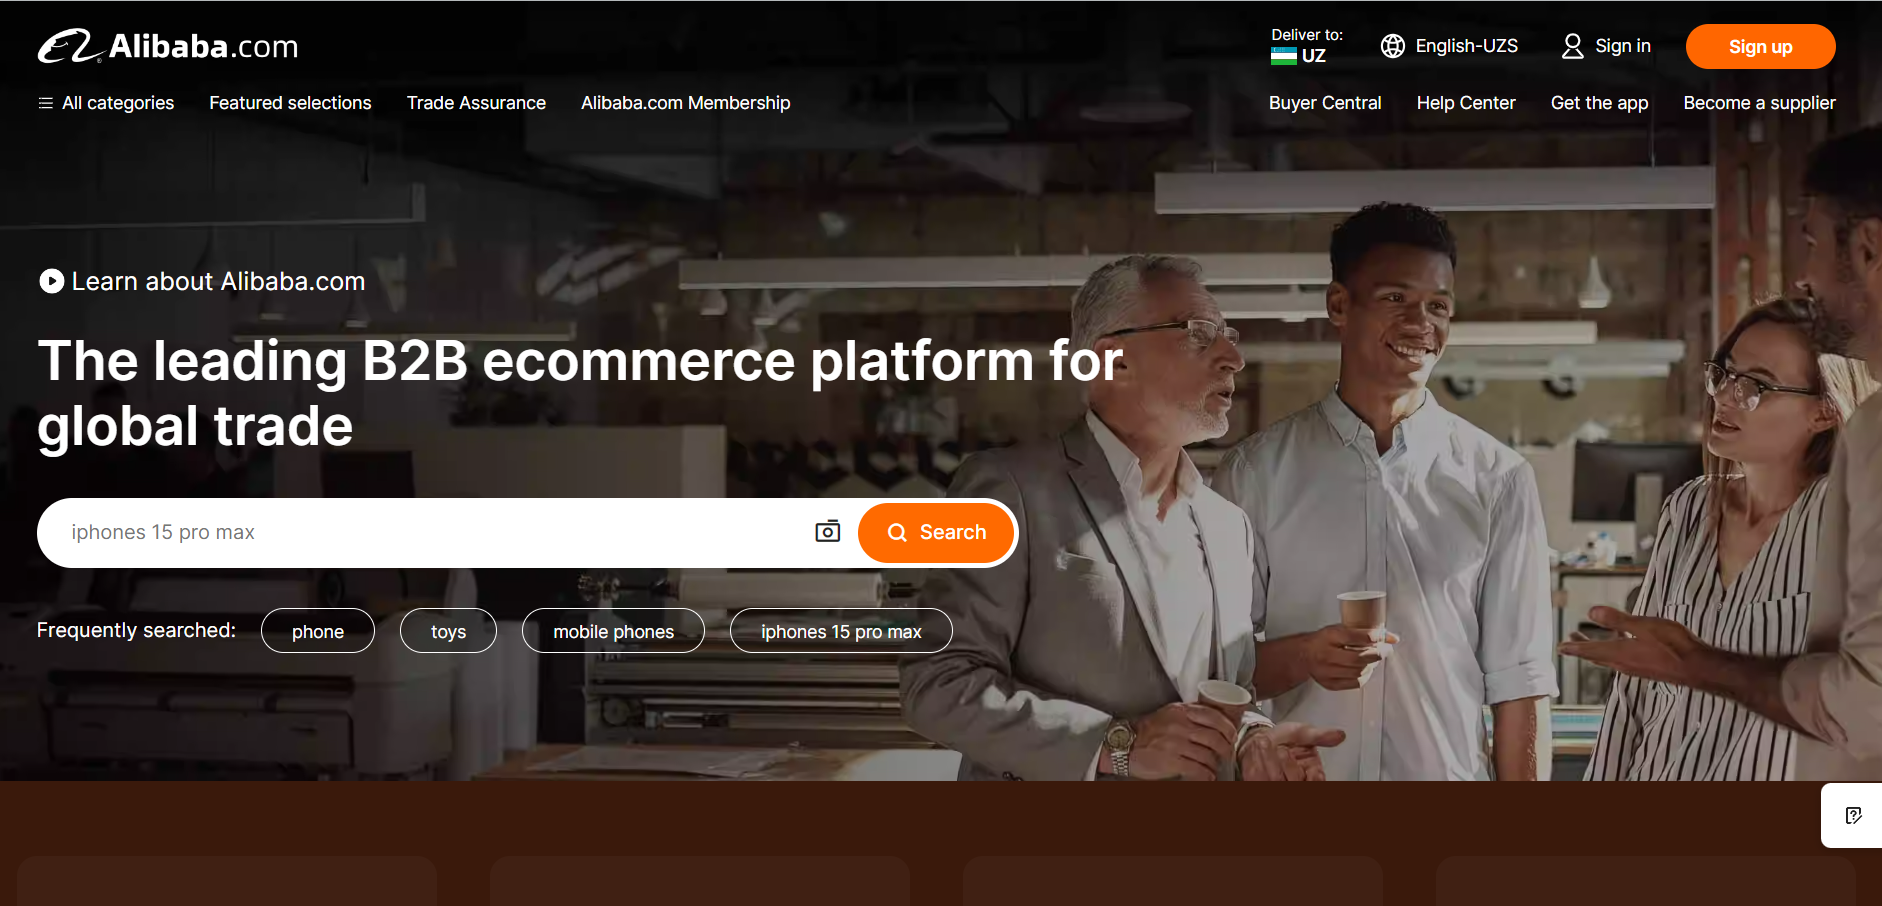 Alibaba.com
Deliver to:
UZ
English-UZS
Sign in
Sign up
All categories
Featured selections
Trade Assurance
Alibaba.com Membership
Buyer Central
Help Center
Get the app
Become a supplier
Learn about Alibaba.com
The leading B2B ecommerce platform for
global trade
iphones 15 pro max
Search
Frequently searched:
phone
toys
mobile phones
iphones 15 pro max